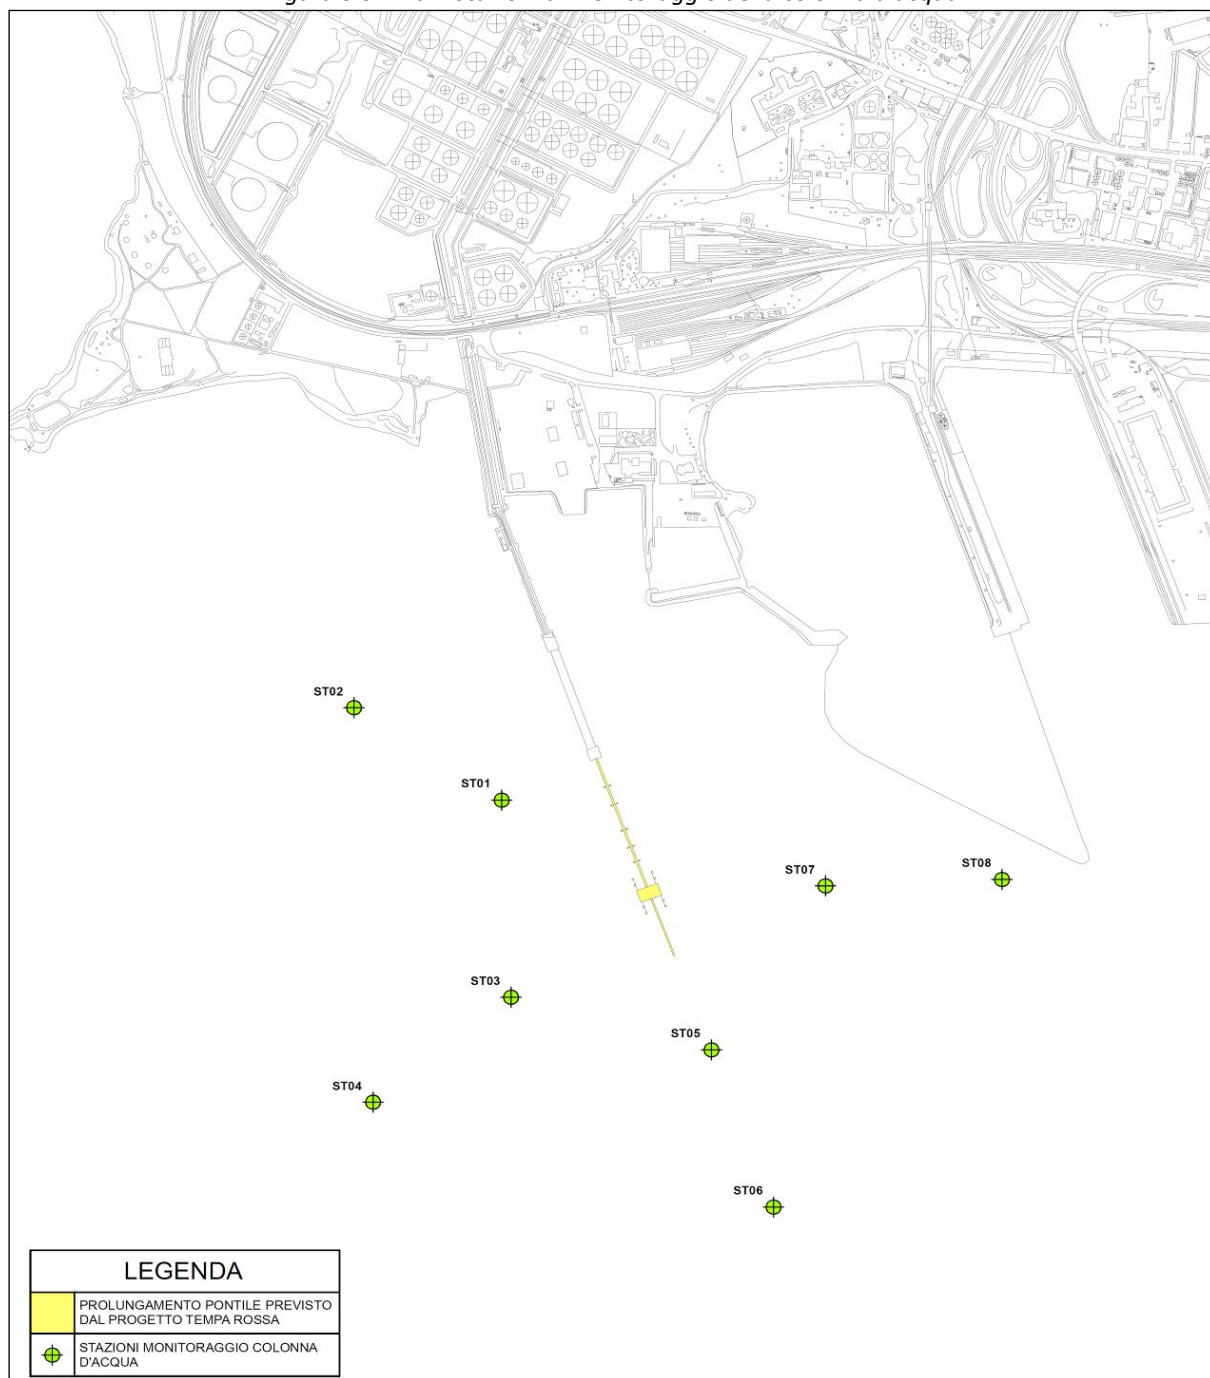 ST02
ST01
ST07
ST08
ST03
ST05
ST04
ST06
LEGENDA
PROLUNGAMENTO PONTILE PREVISTO
DAL PROGETTO TEMPA ROSSA
STAZIONI MONITORAGGIO COLONNA
D'ACQUA